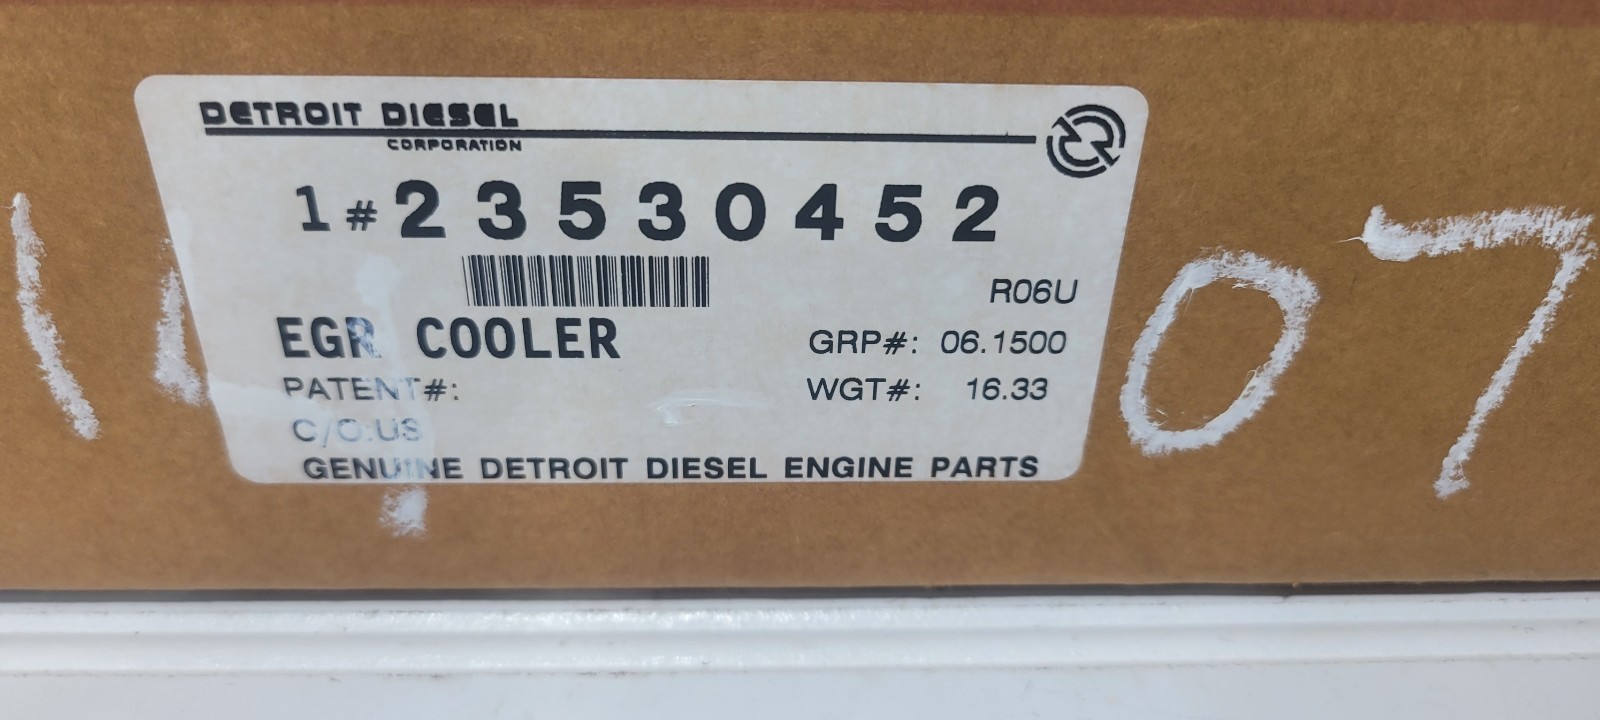 DETROIT DIESEL
CORPORATION
1 # 23530452
R06U
EGR COOLER
GRP#: 06.1500
PATENT#:
WGT#: 16.33
C/O:US
GENUINE DETROIT DIESEL ENGINE PARTS
14 07